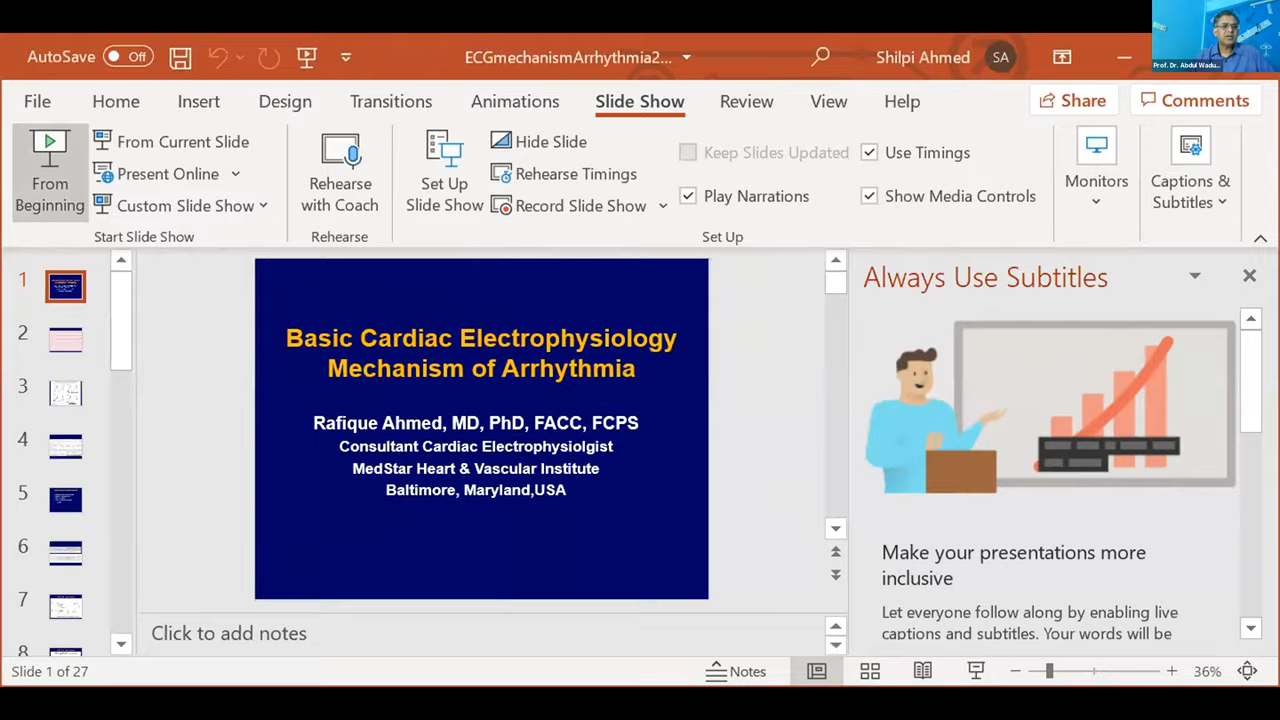 AutoSave Off
ECGmechanismArrhythmia2...
Shilpi Ahmed SA
Prof. Dr. Abdul Wadu...
File Home Insert Design Transitions Animations Slide Show Review View Help Share Comments
From Beginning
From Current Slide
Present Online
Custom Slide Show
Start Slide Show
Rehearse with Coach
Rehearse
Set Up Slide Show
Hide Slide
Rehearse Timings
Record Slide Show
Keep Slides Updated
Play Narrations
Use Timings
Show Media Controls
Set Up
Monitors
Captions & Subtitles
1
2
3
4
5
6
7
8
Basic Cardiac Electrophysiology
Mechanism of Arrhythmia
Rafique Ahmed, MD, PhD, FACC, FCPS
Consultant Cardiac Electrophysiolgist
MedStar Heart & Vascular Institute
Baltimore, Maryland,USA
Click to add notes
Always Use Subtitles
Make your presentations more
inclusive
Let everyone follow along by enabling live
captions and subtitles. Your words will be
Slide 1 of 27
Notes
36%